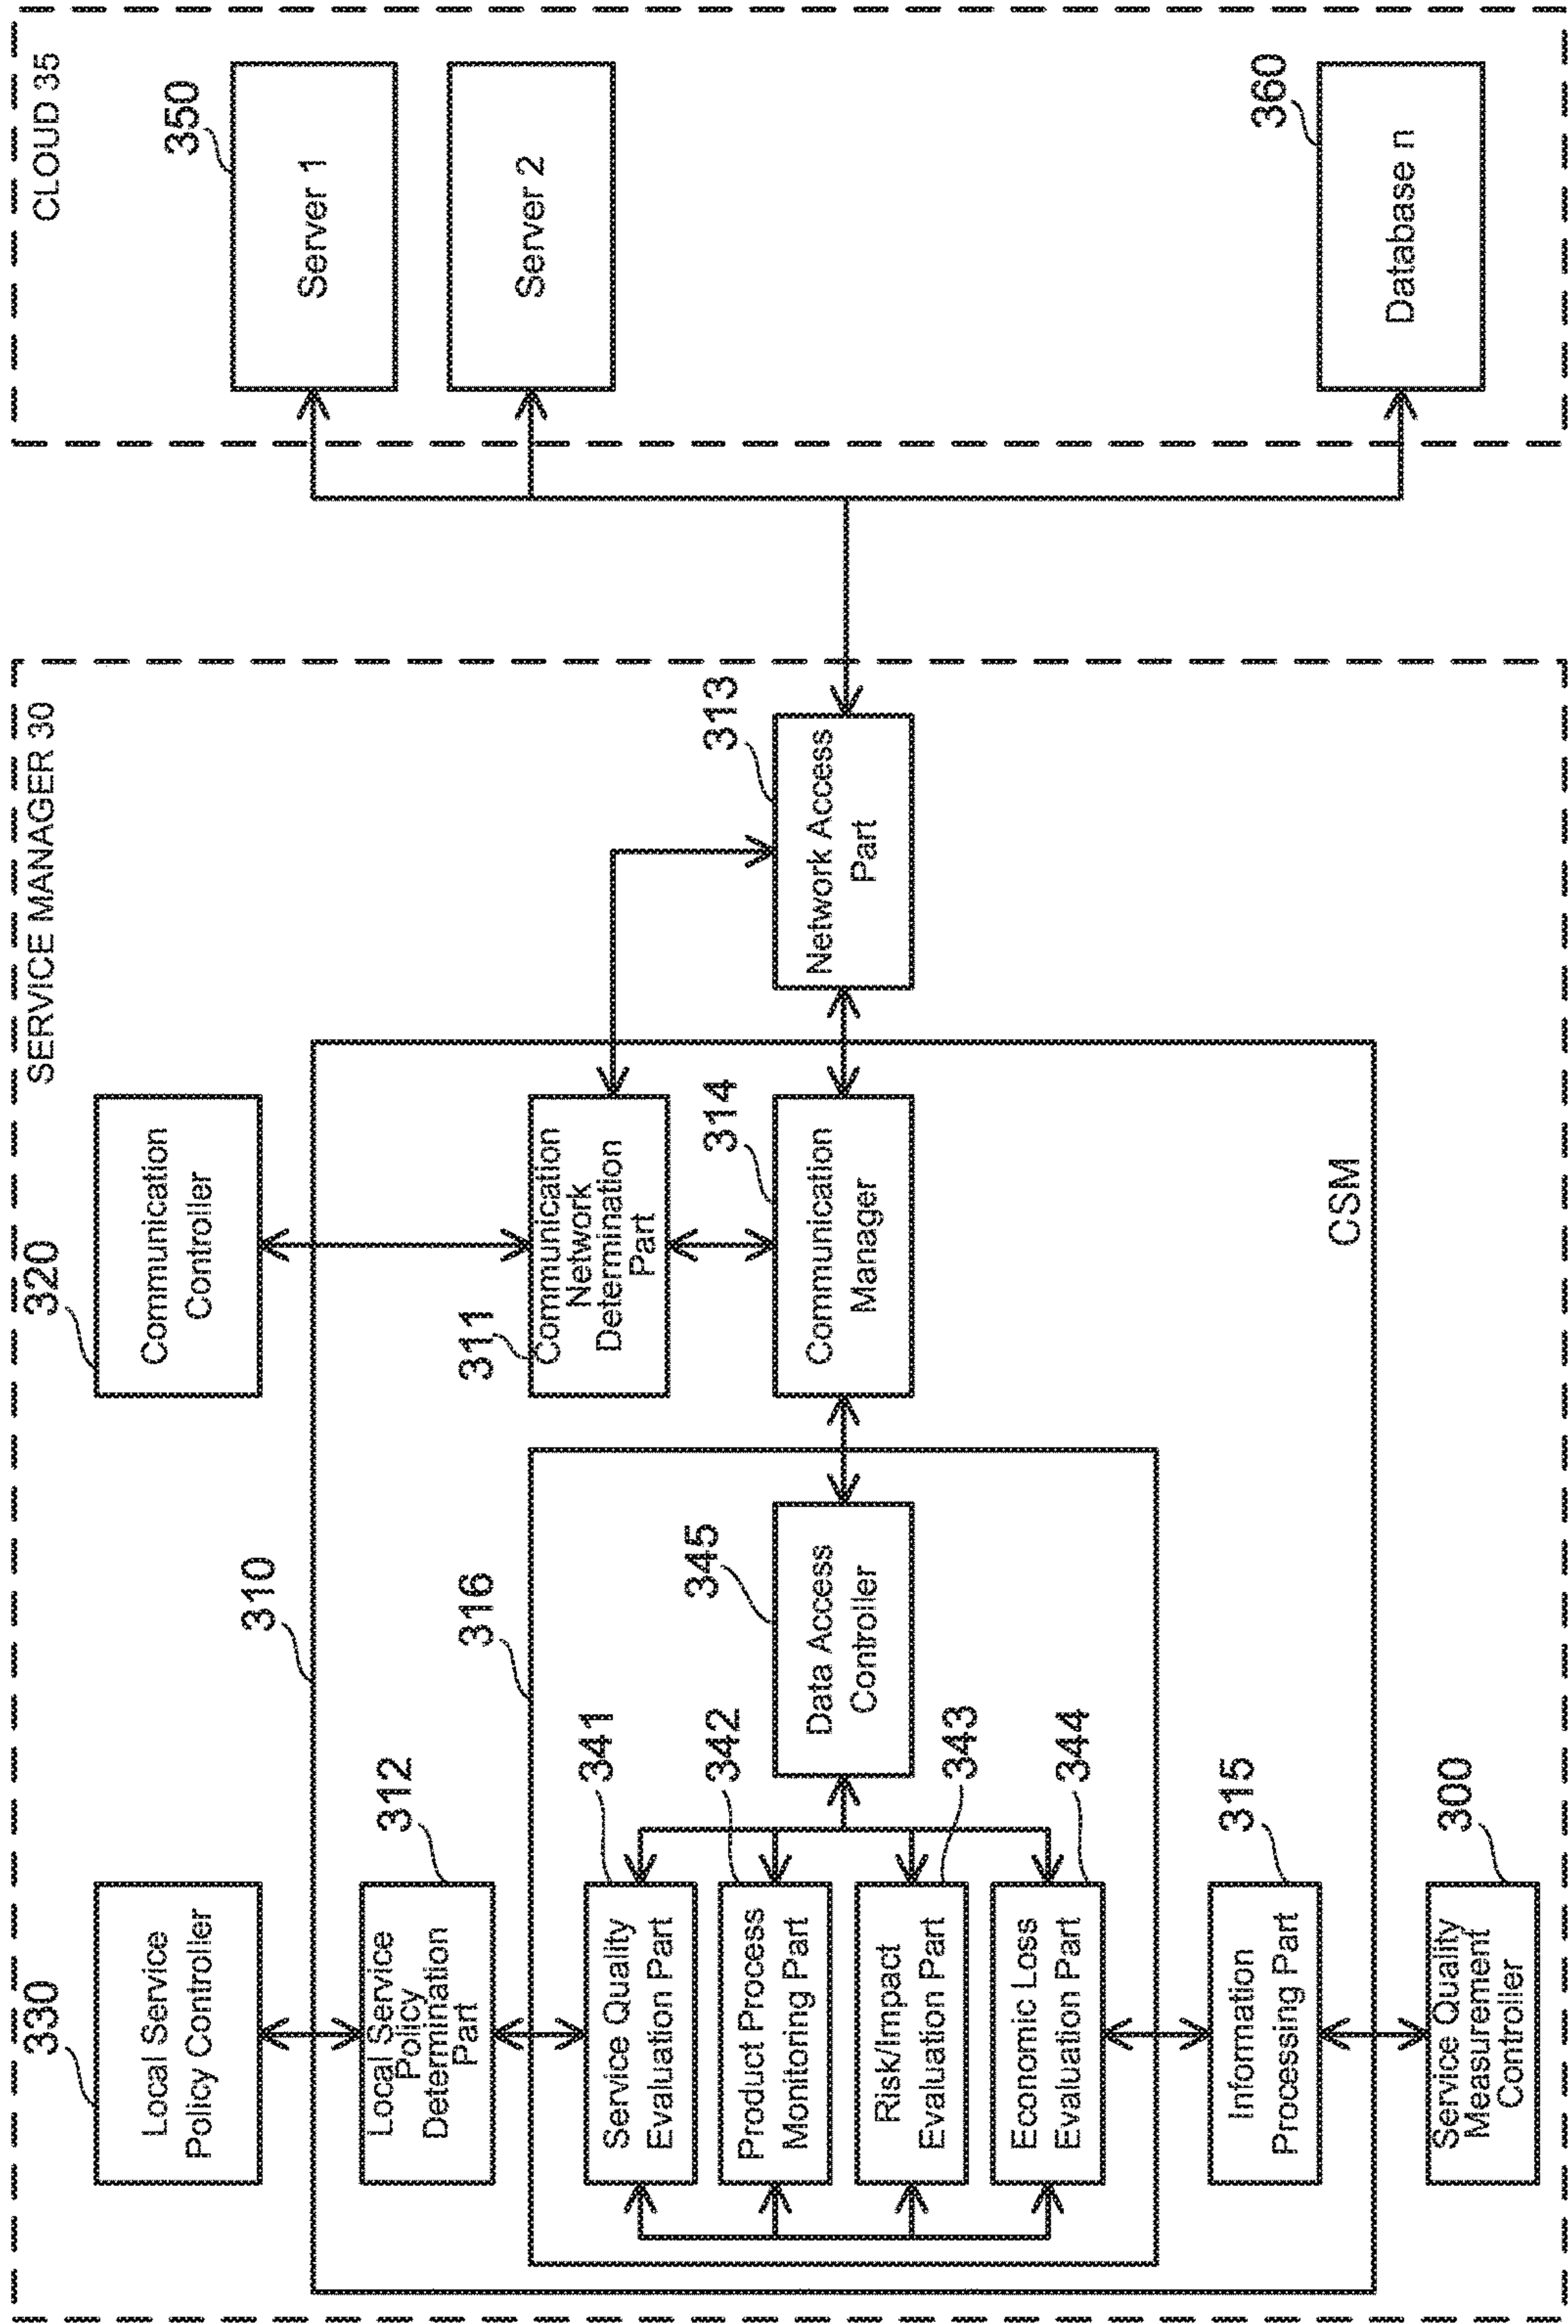 SERVICE MANAGER 30
CLOUD 35
330
Local Service
Policy Controller
320
Communication
Controller
350
Server 1
310
312
Local Service
Policy
Determination
Part
316
311
Communication
Network
Determination
Part
Server 2
341
Service Quality
Evaluation Part
342
Product Process
Monitoring Part
345
Data Access
Controller
314
Communication
Manager
313
Network Access
Part
343
Risk/Impact
Evaluation Part
344
Economic Loss
Evaluation Part
315
Information
Processing Part
CSM
360
Database n
300
Service Quality
Measurement
Controller